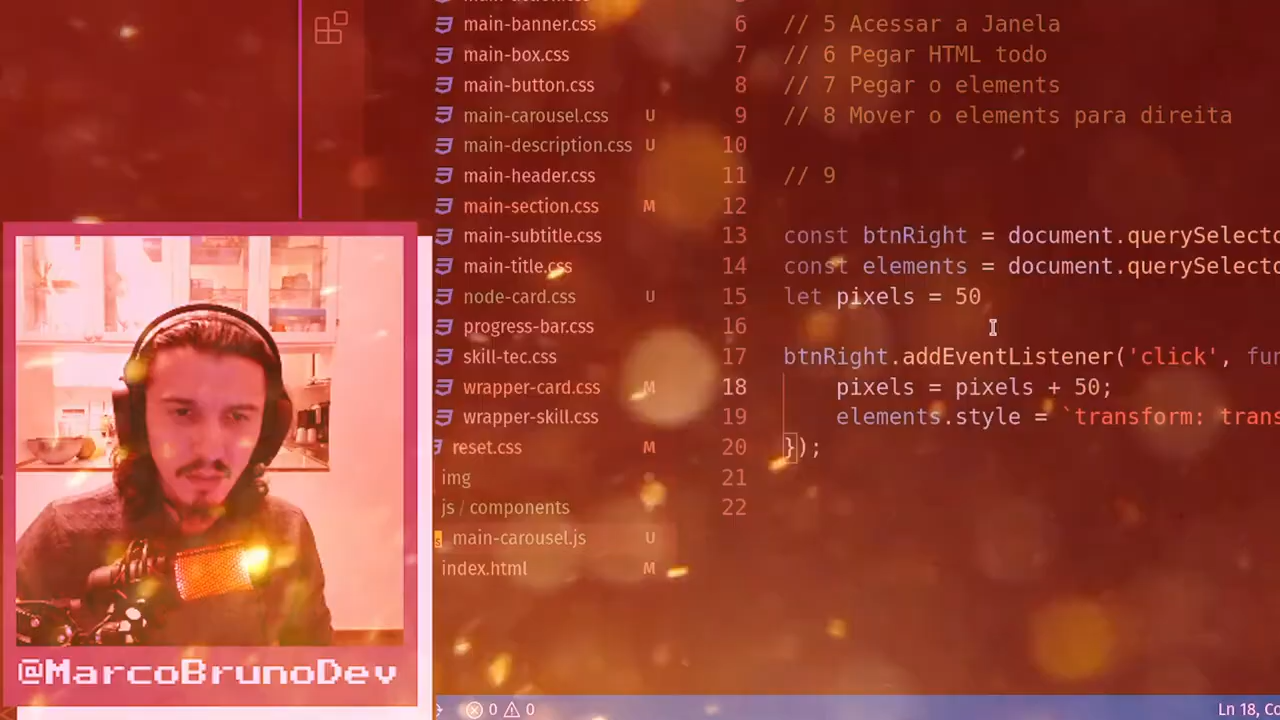 main-banner.css
main-box.css
main-button.css
main-carousel.css U
main-description.css U
main-header.css
main-section.css M
main-subtitle.css
main-title.css
node-card.css U
progress-bar.css
skill-tec.css
wrapper-card.css M
wrapper-skill.css
reset.css M
img
js / components
main-carousel.js U
index.html M
6 // 5 Acessar a Janela
7 // 6 Pegar HTML todo
8 // 7 Pegar o elements
9 // 8 Mover o elements para direita
10
11 // 9
12
13 const btnRight = document.querySelecto
14 const elements = document.querySelecto
15 let pixels = 50
16
17 btnRight.addEventListener('click', fun
18 pixels = pixels + 50;
19 elements.style = `transform: trans
20 });
21
22
@MarcoBrunoDev
0 0
Ln 18, Co